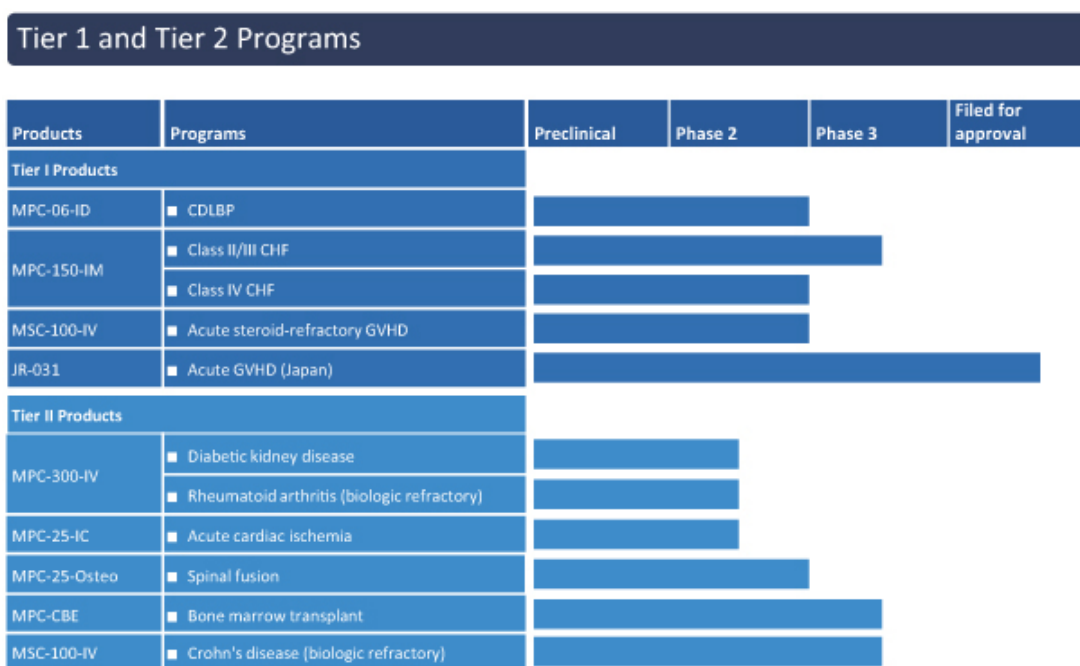 Tier 1 and Tier 2 Programs
Products Programs Preclinical Phase 2 Phase 3 Filed for approval
Tier I Products
MPC-06-ID ■ CDLBP
MPC-150-IM ■ Class II/III CHF
■ Class IV CHF
MSC-100-IV ■ Acute steroid-refractory GVHD
JR-031 ■ Acute GVHD (Japan)
Tier II Products
MPC-300-IV ■ Diabetic kidney disease
■ Rheumatoid arthritis (biologic refractory)
MPC-25-IC ■ Acute cardiac ischemia
MPC-25-Osteo ■ Spinal fusion
MPC-CBE ■ Bone marrow transplant
MSC-100-IV ■ Crohn's disease (biologic refractory)